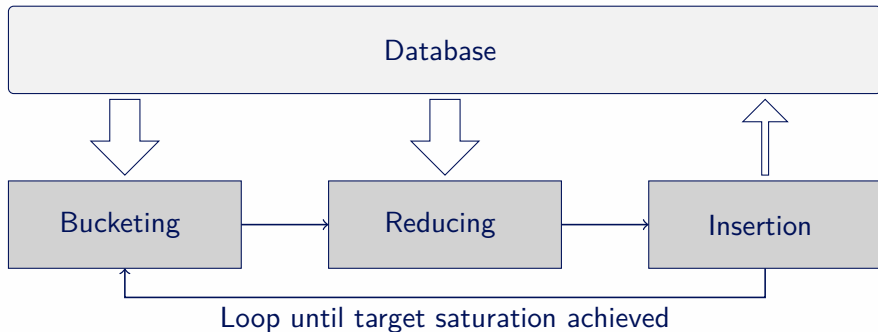 Database
Bucketing
Reducing
Insertion
Loop until target saturation achieved